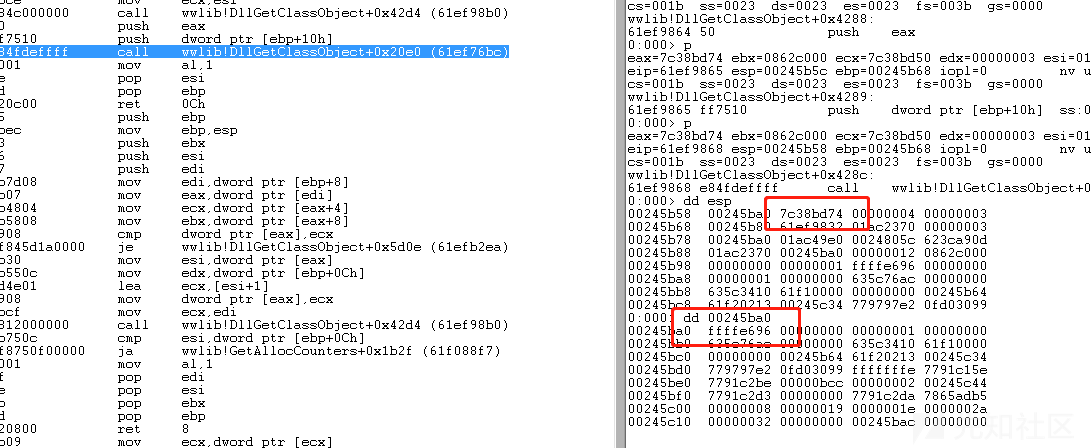 84c000000 call wwlib!DllGetClassObject+0x42d4 (61ef98b0)
0 push eax
f7510 push dword ptr [ebp+10h]
84fdeffff call wwlib!DllGetClassObject+0x20e0 (61ef76bc)
001 mov al,1
e pop esi
d pop ebp
20c00 ret 0Ch
5 push ebp
bec mov ebp,esp
3 push ebx
6 push esi
7 push edi
b7d08 mov edi,dword ptr [ebp+8]
b07 mov eax,dword ptr [edi]
b4804 mov ecx,dword ptr [eax+4]
b5808 mov ebx,dword ptr [eax+8]
908 cmp dword ptr [eax],ecx
f845d1a0000 je wwlib!DllGetClassObject+0x5d0e (61efb2ea)
b30 mov esi,dword ptr [eax]
b550c mov edx,dword ptr [ebp+0Ch]
d4e01 lea ecx,[esi+1]
908 mov dword ptr [eax],ecx
bcf mov ecx,edi
812000000 call wwlib!DllGetClassObject+0x42d4 (61ef98b0)
b750c cmp esi,dword ptr [ebp+0Ch]
f8750f00000 ja wwlib!GetAllocCounters+0x1b2f (61f088f7)
001 mov al,1
f pop edi
e pop esi
b pop ebx
d pop ebp
20800 ret 8
b09 mov ecx,dword ptr [ecx]
cs=001b ss=0023 ds=0023 es=0023 fs=003b gs=0000
wwlib!DllGetClassObject+0x4288:
61ef9864 50 push eax
0:000> p
eax=7c38bd74 ebx=0862c000 ecx=7c38bd50 edx=00000003 esi=01
eip=61ef9865 esp=00245b5c ebp=00245b68 iopl=0 nv u
cs=001b ss=0023 ds=0023 es=0023 fs=003b gs=0000
wwlib!DllGetClassObject+0x4289:
61ef9865 ff7510 push dword ptr [ebp+10h] ss:0
0:000> p
eax=7c38bd74 ebx=0862c000 ecx=7c38bd50 edx=00000003 esi=01
eip=61ef9868 esp=00245b58 ebp=00245b68 iopl=0 nv u
cs=001b ss=0023 ds=0023 es=0023 fs=003b gs=0000
wwlib!DllGetClassObject+0x428c:
61ef9868 e84fdeffff call wwlib!DllGetClassObject+0
0:000> dd esp
00245b58 00245ba0 7c38bd74 00000004 00000003
00245b68 00245b8 61ef9832 01ac2370 00000000
00245b78 00245ba0 01ac49e0 0024805c 623ca90d
00245b88 01ac2370 00245ba0 00000012 0862c000
00245b98 00000000 00000001 ffffe696 00000000
00245ba8 00000001 00000000 635c76ac 00000000
00245bb8 635c3410 61f10000 00000000 00245b64
00245bc8 61f20213 00245c34 779797e2 0fd03099
0:000> dd 00245ba0
00245ba0 ffffe696 00000000 00000001 00000000
00245bb0 635c76ac 00000000 635c3410 61f10000
00245bc0 00000000 00245b64 61f20213 00245c34
00245bd0 779797e2 0fd03099 fffffffe 7791c15e
00245be0 7791c2be 00000bcc 00000002 00245c44
00245bf0 7791c2d3 00000000 7791c2da 7865adb5
00245c00 00000008 00000019 0000001e 0000002a
00245c10 00000032 00000000 00245bac 00000000
先知社区